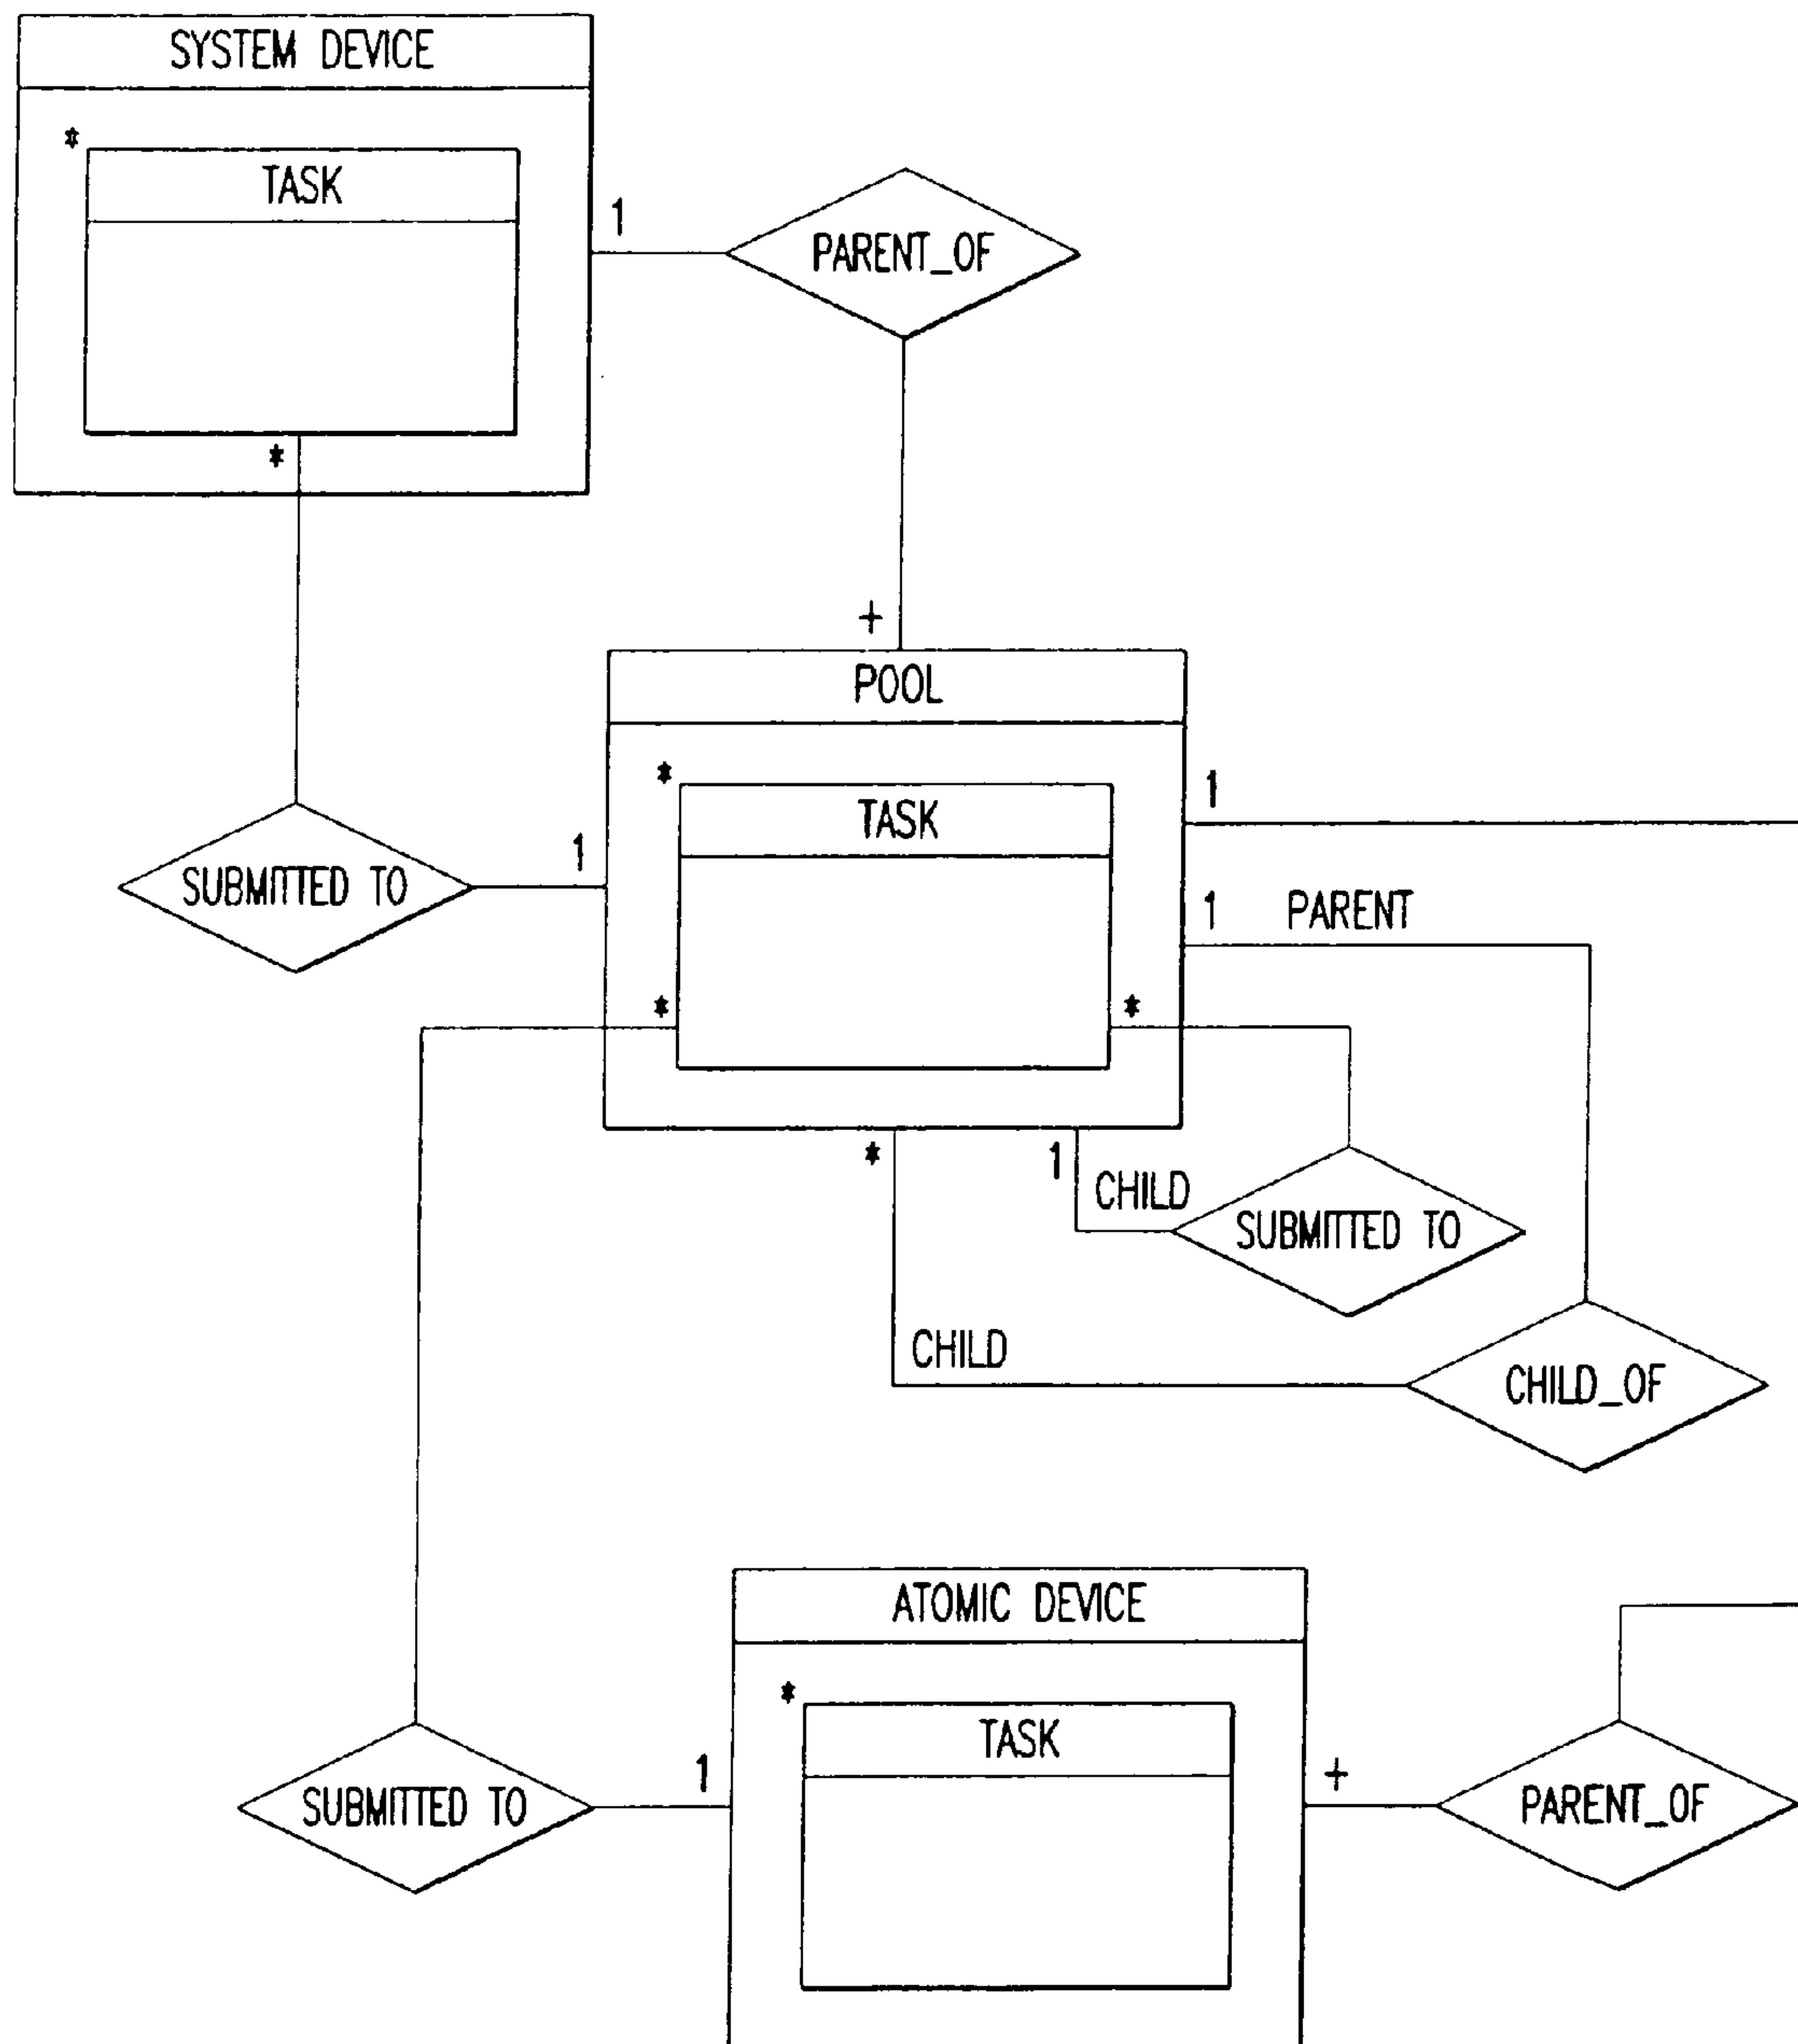 SYSTEM DEVICE
*
TASK
*
1
PARENT_OF
+
POOL
*
TASK
1
1
SUBMITTED TO
1 PARENT
*
*
*
1
CHILD
SUBMITTED TO
CHILD
CHILD_OF
ATOMIC DEVICE
*
TASK
1
+
SUBMITTED TO
PARENT_OF